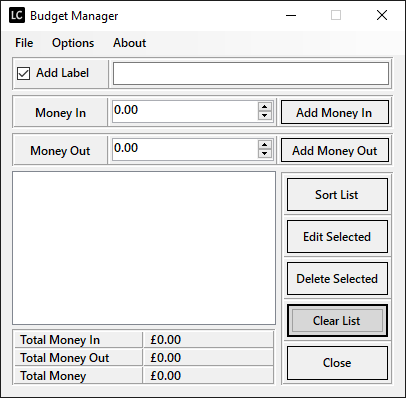 LC Budget Manager
File Options About
Add Label
Money In 0.00 Add Money In
Money Out 0.00 Add Money Out
Sort List
Edit Selected
Delete Selected
Clear List
Close
Total Money In £0.00
Total Money Out £0.00
Total Money £0.00